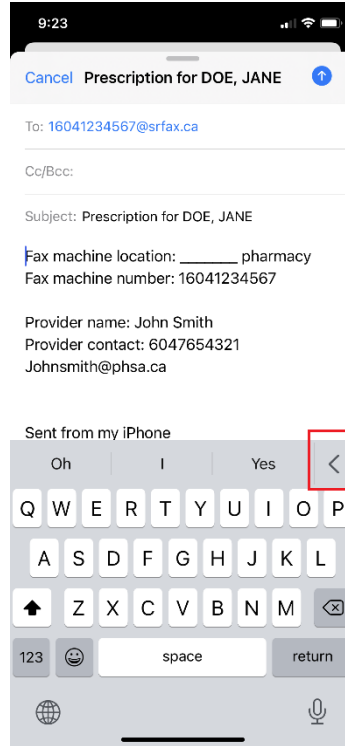 9:23
Cancel Prescription for DOE, JANE
To: 16041234567@srfax.ca
Cc/Bcc:
Subject: Prescription for DOE, JANE
Fax machine location: _______ pharmacy
Fax machine number: 16041234567
Provider name: John Smith
Provider contact: 6047654321
Johnsmith@phsa.ca
Sent from my iPhone
Oh I Yes
Q W E R T Y U I O P
A S D F G H J K L
Z X C V B N M
123 space return